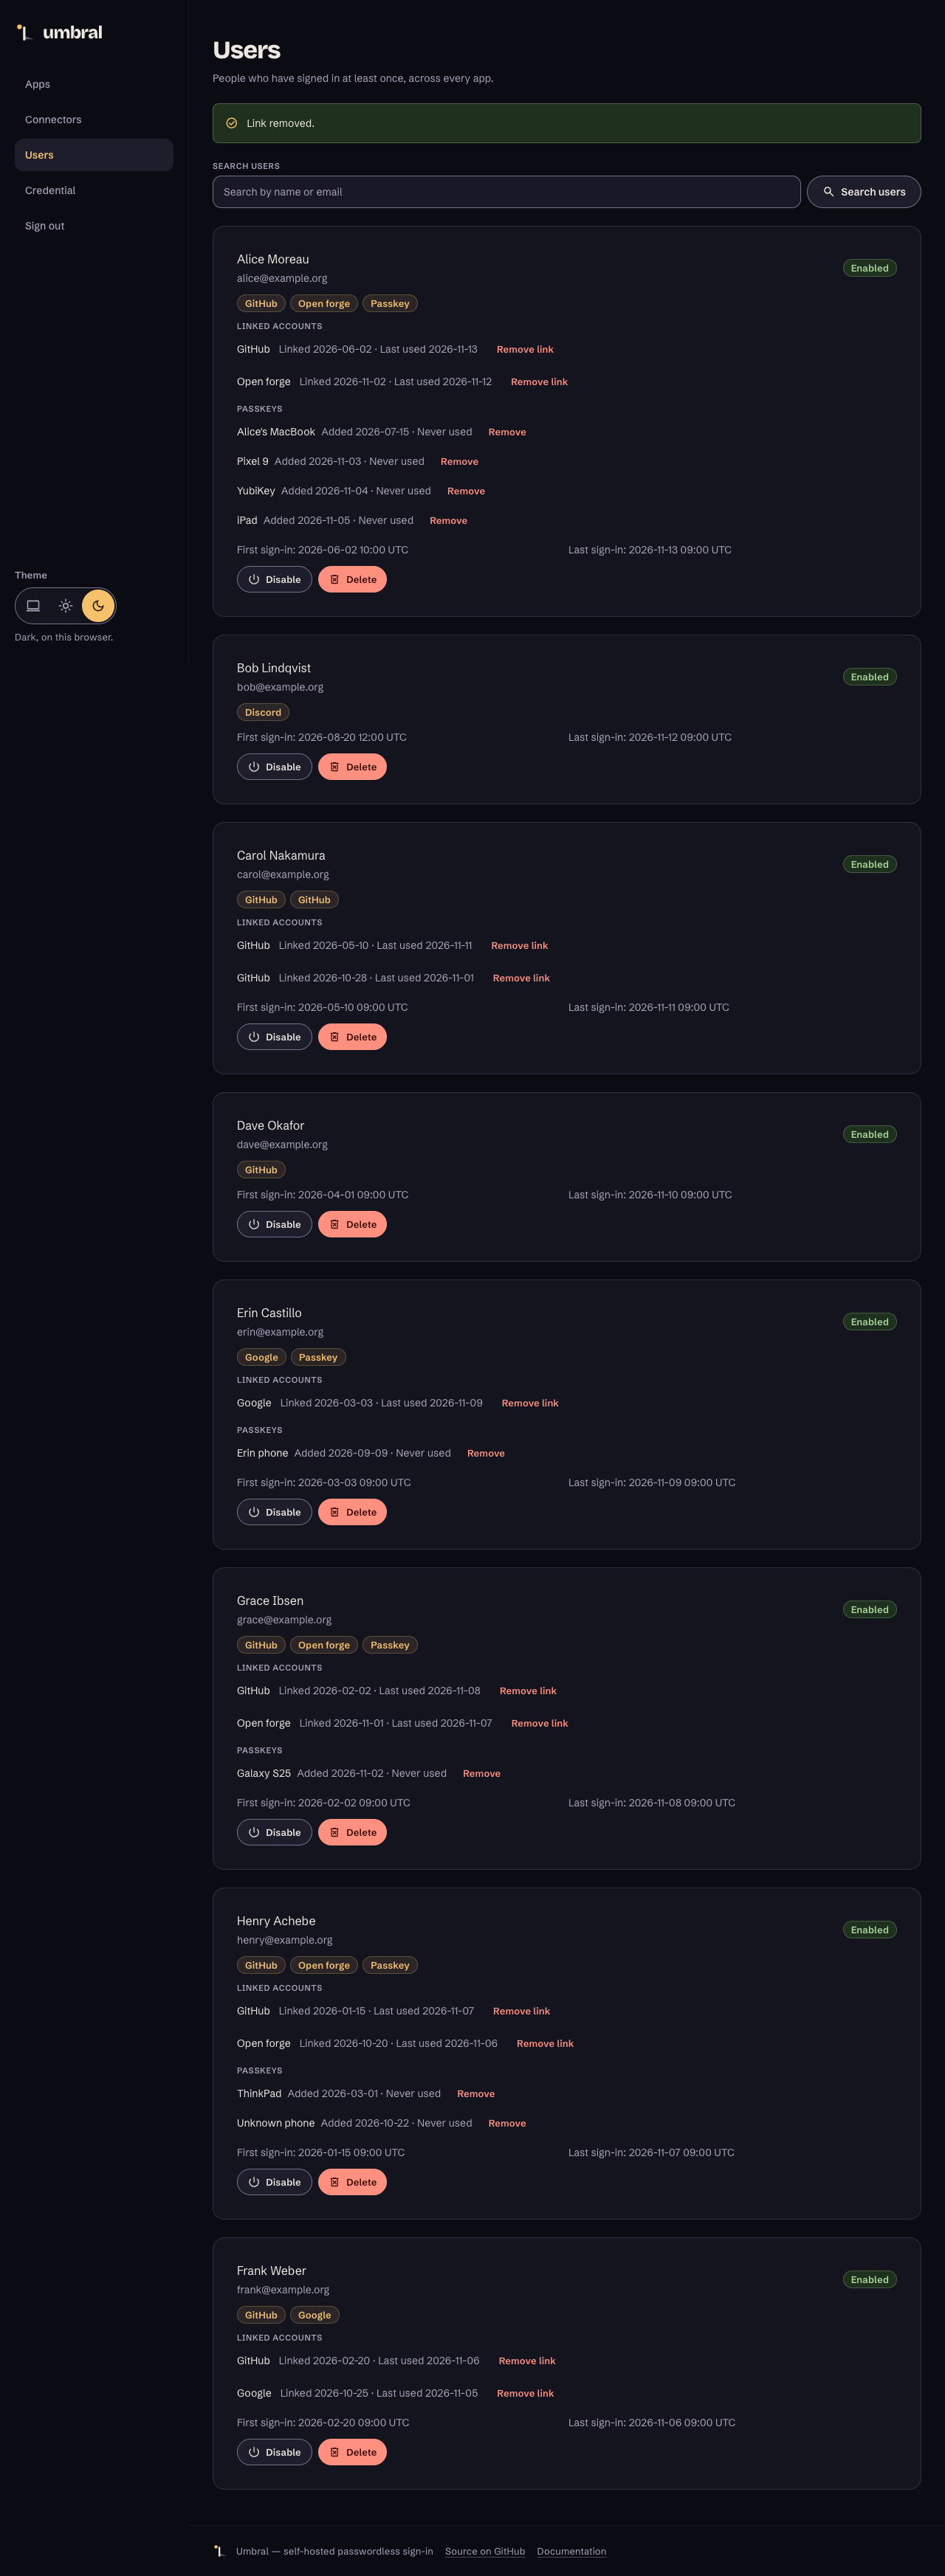 umbral
Apps
Connectors
Users
Credential
Sign out
Theme
Dark, on this browser.
Users
People who have signed in at least once, across every app.
Link removed.
SEARCH USERS
Search by name or email
Search users
Alice Moreau
Enabled
alice@example.org
GitHub Open forge Passkey
LINKED ACCOUNTS
GitHub Linked 2026-06-02 · Last used 2026-11-13 Remove link
Open forge Linked 2026-11-02 · Last used 2026-11-12 Remove link
PASSKEYS
Alice's MacBook Added 2026-07-15 · Never used Remove
Pixel 9 Added 2026-11-03 · Never used Remove
YubiKey Added 2026-11-04 · Never used Remove
iPad Added 2026-11-05 · Never used Remove
First sign-in: 2026-06-02 10:00 UTC Last sign-in: 2026-11-13 09:00 UTC
Disable Delete
Bob Lindqvist
Enabled
bob@example.org
Discord
First sign-in: 2026-08-20 12:00 UTC Last sign-in: 2026-11-12 09:00 UTC
Disable Delete
Carol Nakamura
Enabled
carol@example.org
GitHub GitHub
LINKED ACCOUNTS
GitHub Linked 2026-05-10 · Last used 2026-11-11 Remove link
GitHub Linked 2026-10-28 · Last used 2026-11-01 Remove link
First sign-in: 2026-05-10 09:00 UTC Last sign-in: 2026-11-11 09:00 UTC
Disable Delete
Dave Okafor
Enabled
dave@example.org
GitHub
First sign-in: 2026-04-01 09:00 UTC Last sign-in: 2026-11-10 09:00 UTC
Disable Delete
Erin Castillo
Enabled
erin@example.org
Google Passkey
LINKED ACCOUNTS
Google Linked 2026-03-03 · Last used 2026-11-09 Remove link
PASSKEYS
Erin phone Added 2026-09-09 · Never used Remove
First sign-in: 2026-03-03 09:00 UTC Last sign-in: 2026-11-09 09:00 UTC
Disable Delete
Grace Ibsen
Enabled
grace@example.org
GitHub Open forge Passkey
LINKED ACCOUNTS
GitHub Linked 2026-02-02 · Last used 2026-11-08 Remove link
Open forge Linked 2026-11-01 · Last used 2026-11-07 Remove link
PASSKEYS
Galaxy S25 Added 2026-11-02 · Never used Remove
First sign-in: 2026-02-02 09:00 UTC Last sign-in: 2026-11-08 09:00 UTC
Disable Delete
Henry Achebe
Enabled
henry@example.org
GitHub Open forge Passkey
LINKED ACCOUNTS
GitHub Linked 2026-01-15 · Last used 2026-11-07 Remove link
Open forge Linked 2026-10-20 · Last used 2026-11-06 Remove link
PASSKEYS
ThinkPad Added 2026-03-01 · Never used Remove
Unknown phone Added 2026-10-22 · Never used Remove
First sign-in: 2026-01-15 09:00 UTC Last sign-in: 2026-11-07 09:00 UTC
Disable Delete
Frank Weber
Enabled
frank@example.org
GitHub Google
LINKED ACCOUNTS
GitHub Linked 2026-02-20 · Last used 2026-11-06 Remove link
Google Linked 2026-10-25 · Last used 2026-11-05 Remove link
First sign-in: 2026-02-20 09:00 UTC Last sign-in: 2026-11-06 09:00 UTC
Disable Delete
Umbral — self-hosted passwordless sign-in Source on GitHub Documentation